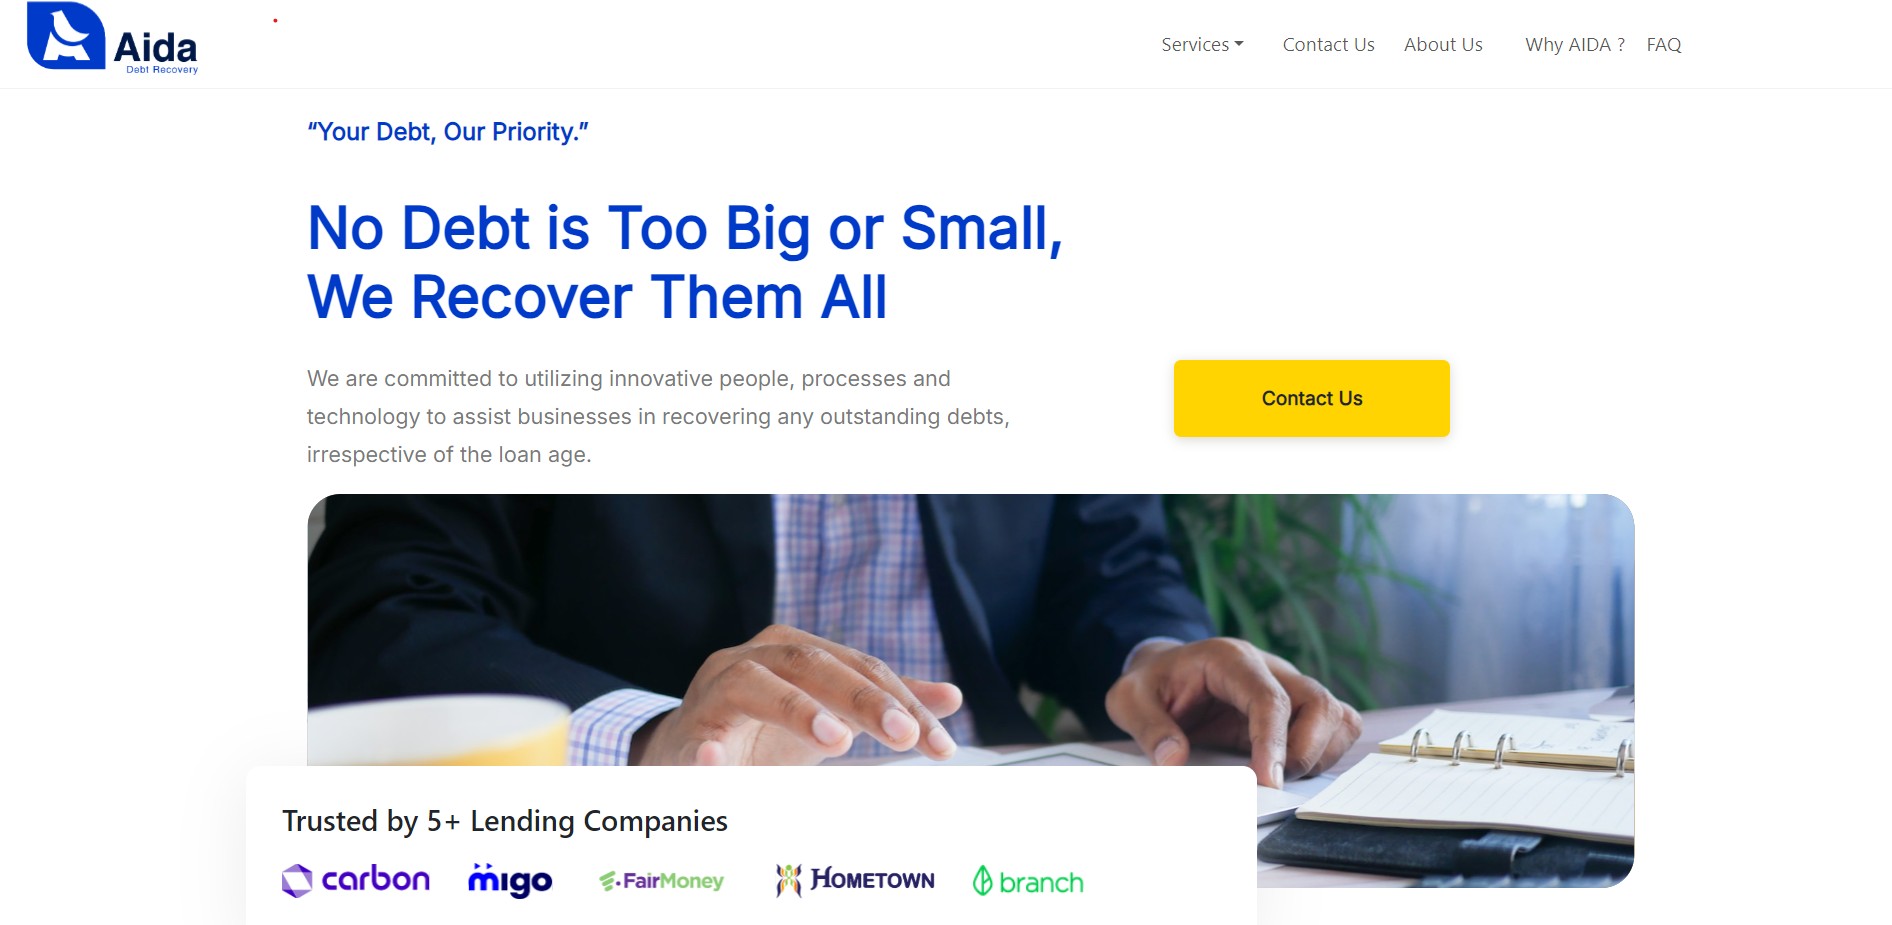 Aida
Debt Recovery
Services
Contact Us
About Us
Why AIDA ?
FAQ
“Your Debt, Our Priority.”
No Debt is Too Big or Small,
We Recover Them All
We are committed to utilizing innovative people, processes and
technology to assist businesses in recovering any outstanding debts,
irrespective of the loan age.
Contact Us
Trusted by 5+ Lending Companies
carbon
migo
FairMoney
HOMETOWN
branch